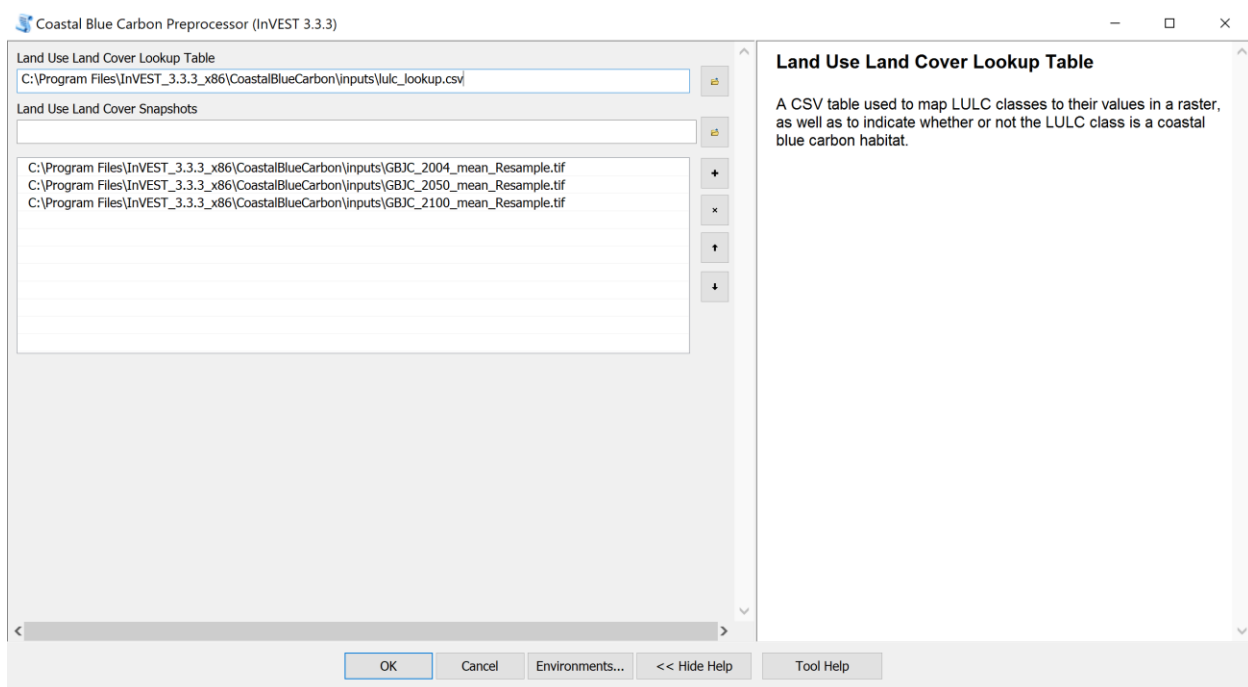 Coastal Blue Carbon Preprocessor (InVEST 3.3.3)
Land Use Land Cover Lookup Table
C:\Program Files\InVEST_3.3.3_x86\CoastalBlueCarbon\inputs\lulc_lookup.csv
Land Use Land Cover Snapshots
C:\Program Files\InVEST_3.3.3_x86\CoastalBlueCarbon\inputs\GBJC_2004_mean_Resample.tif
C:\Program Files\InVEST_3.3.3_x86\CoastalBlueCarbon\inputs\GBJC_2050_mean_Resample.tif
C:\Program Files\InVEST_3.3.3_x86\CoastalBlueCarbon\inputs\GBJC_2100_mean_Resample.tif
Land Use Land Cover Lookup Table
A CSV table used to map LULC classes to their values in a raster,
as well as to indicate whether or not the LULC class is a coastal
blue carbon habitat.
OK Cancel Environments... << Hide Help Tool Help